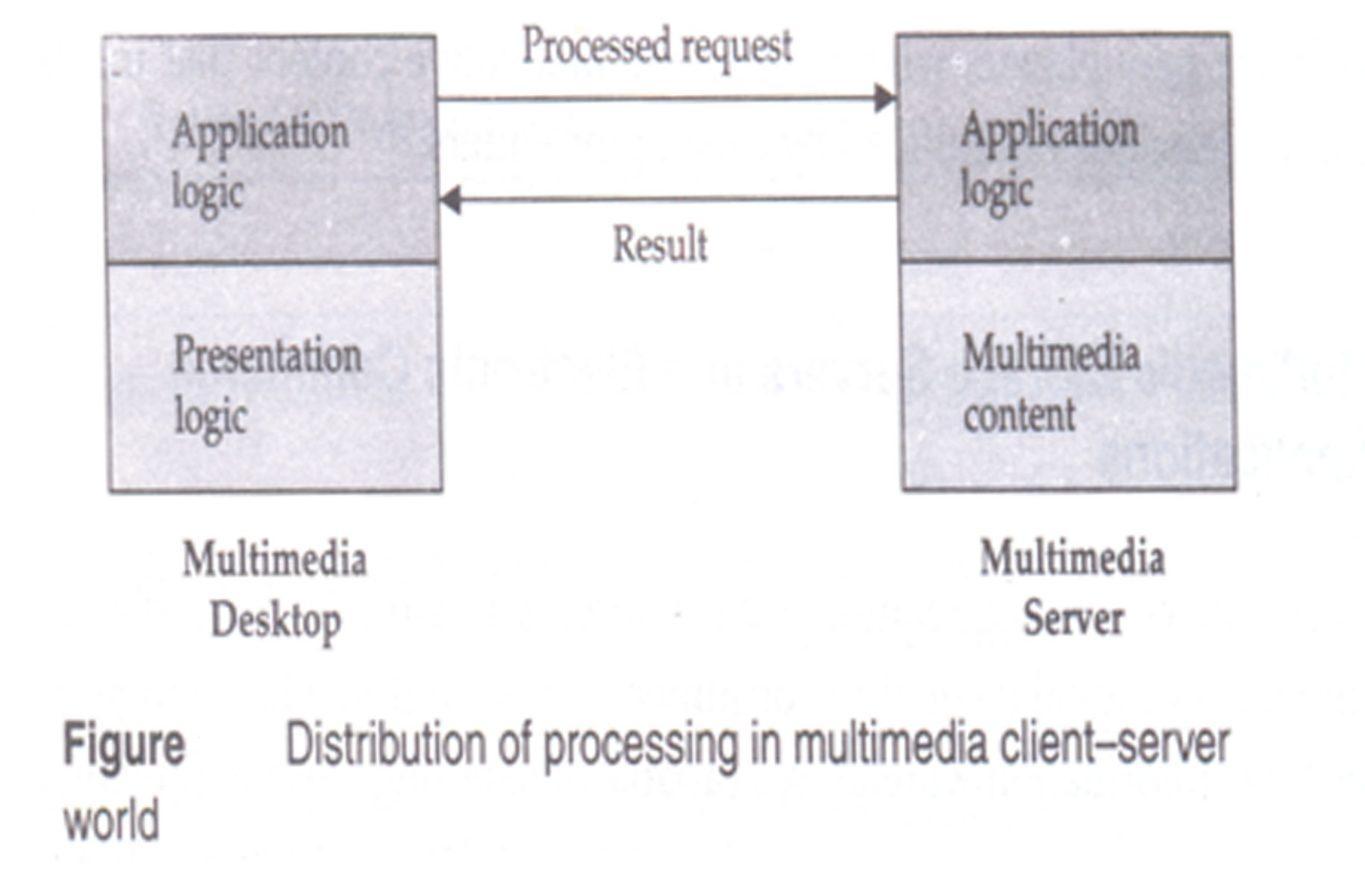 Processed request
Application
logic
Application
logic
Result
Presentation
logic
Multimedia
content
Multimedia
Desktop
Multimedia
Server
Figure Distribution of processing in multimedia client–server
world